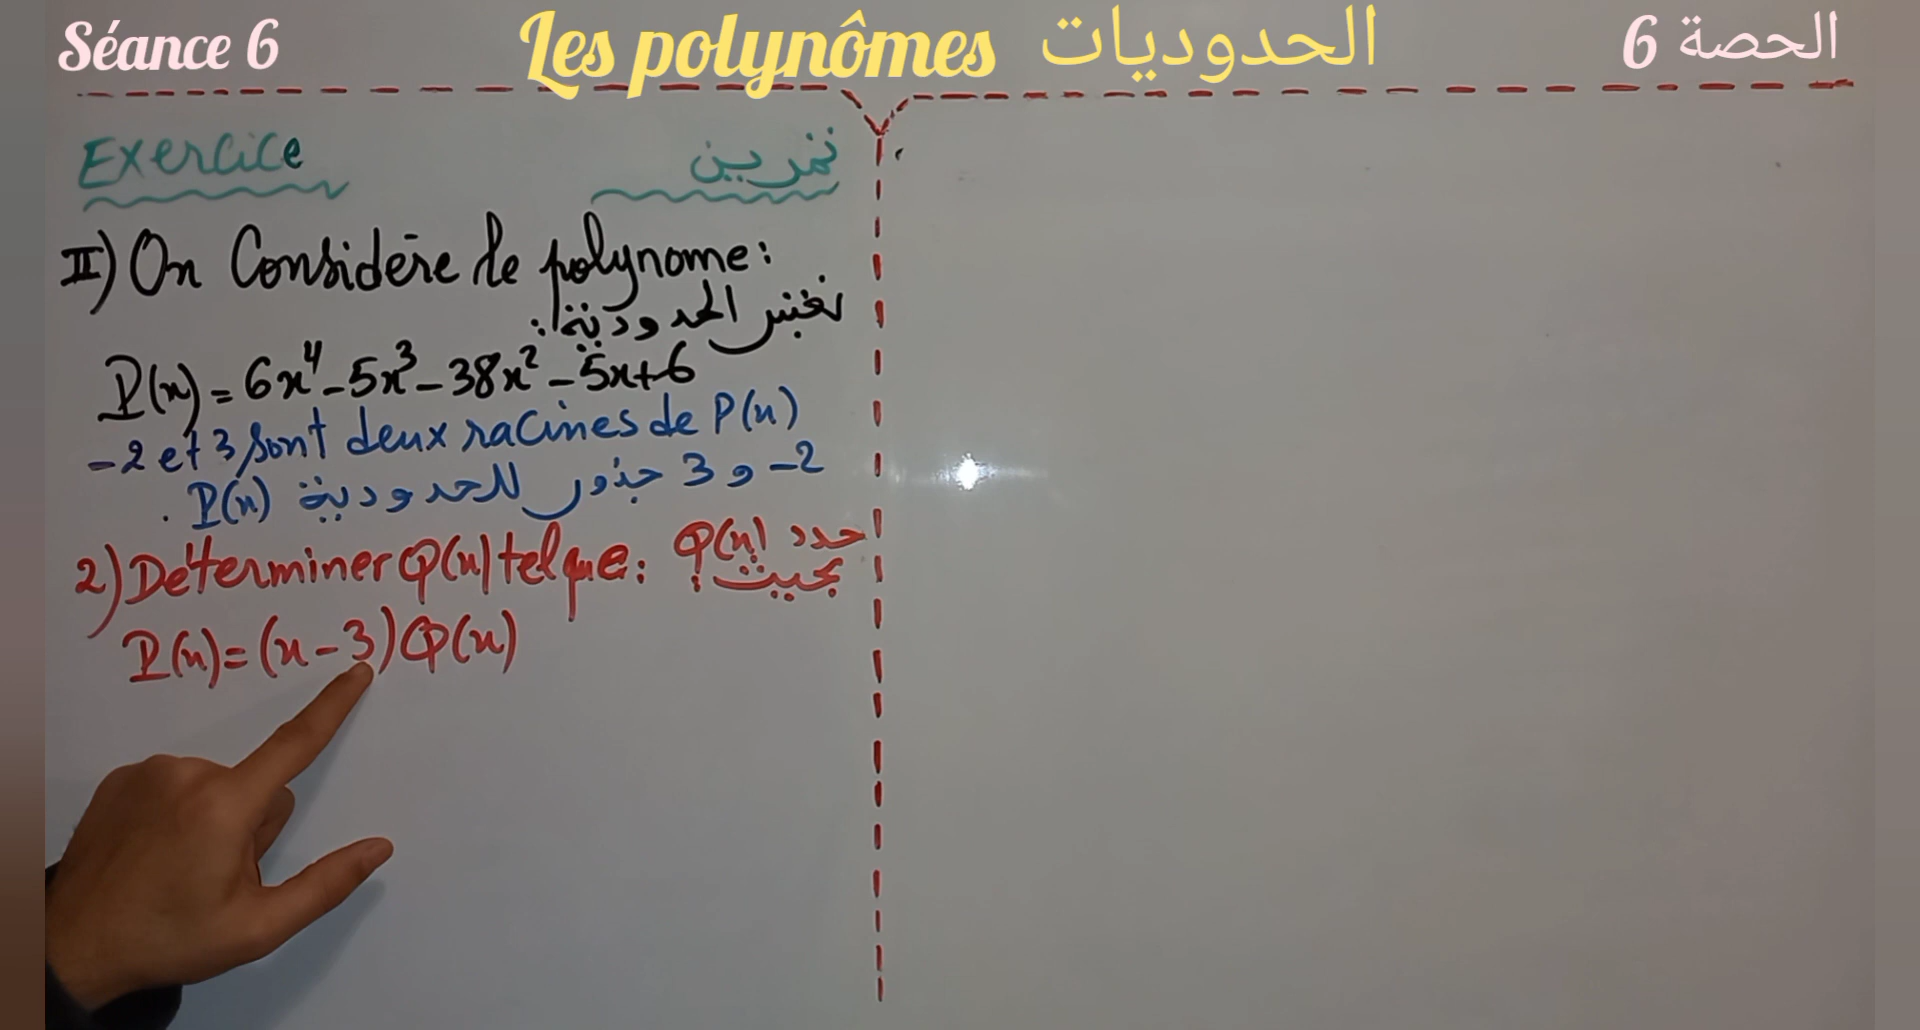 Séance 6 Les polynômes الحدوديات الحصة 6
Exercice تمرين
II) On Considère le polynome:
نعتبر الحدودية:
P(x) = 6x⁴ - 5x³ - 38x² - 5x + 6
-2 et 3 sont deux racines de P(x)
-2 و 3 جذور للحدودية P(x) .
2) Déterminer Q(x) tel que: حدد Q(x)
بحيث:
P(x) = (x - 3) Q(x)